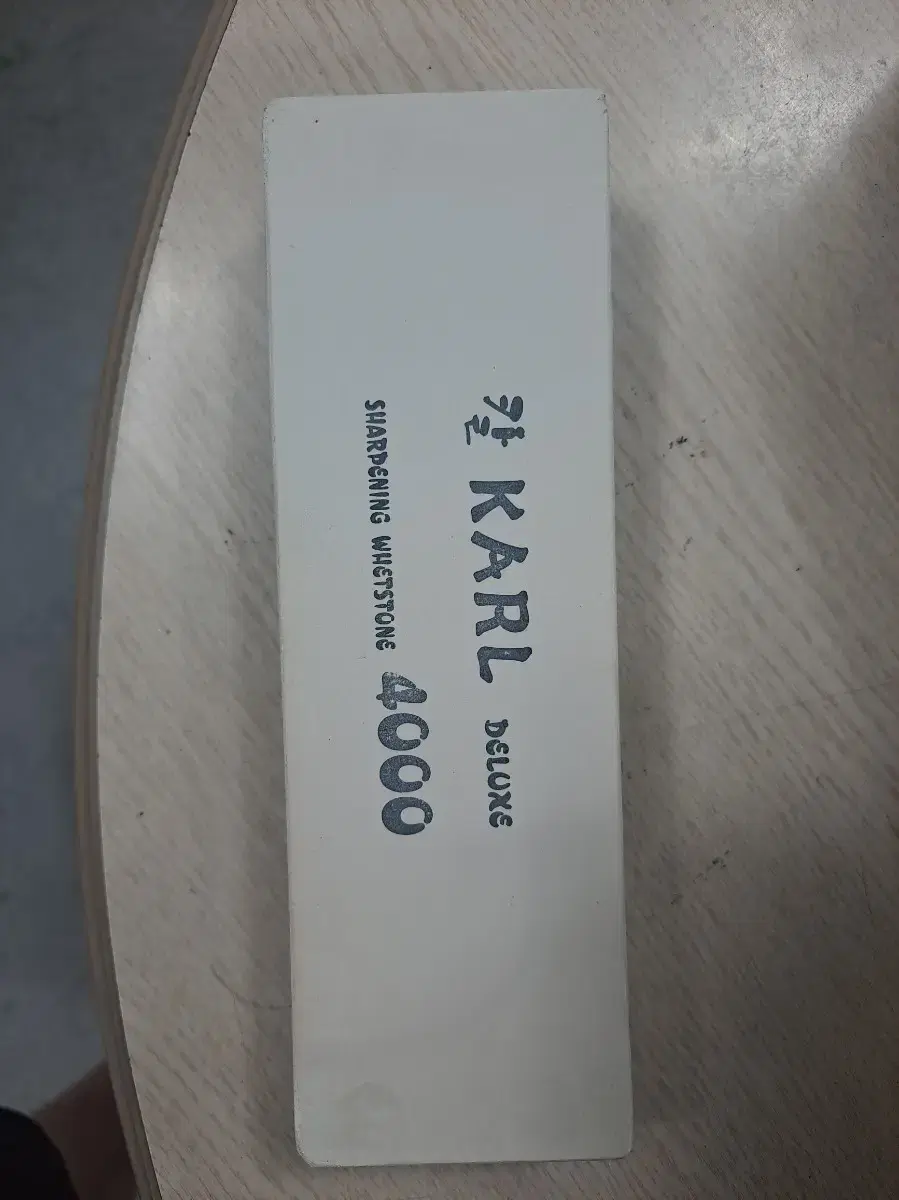 칼 KARL DELUXE
SHARPENING WHETSTONE 4000